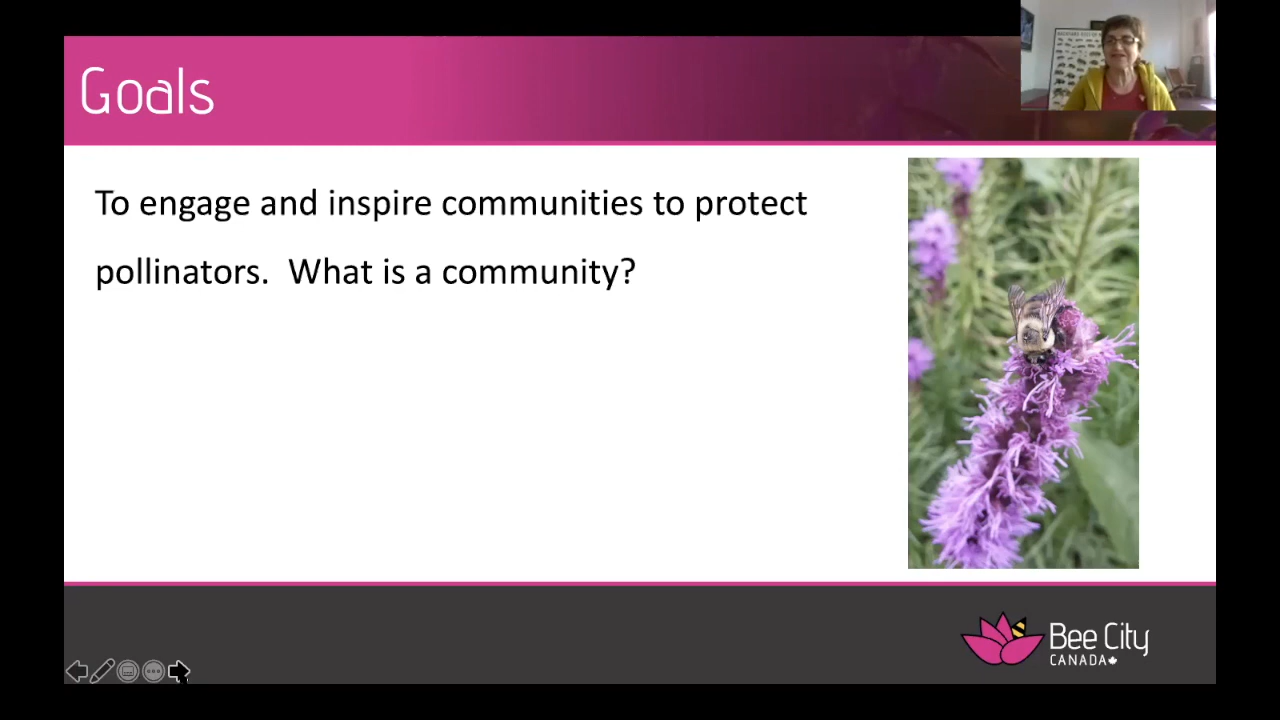 Goals
To engage and inspire communities to protect
pollinators.  What is a community?
Bee City
CANADA